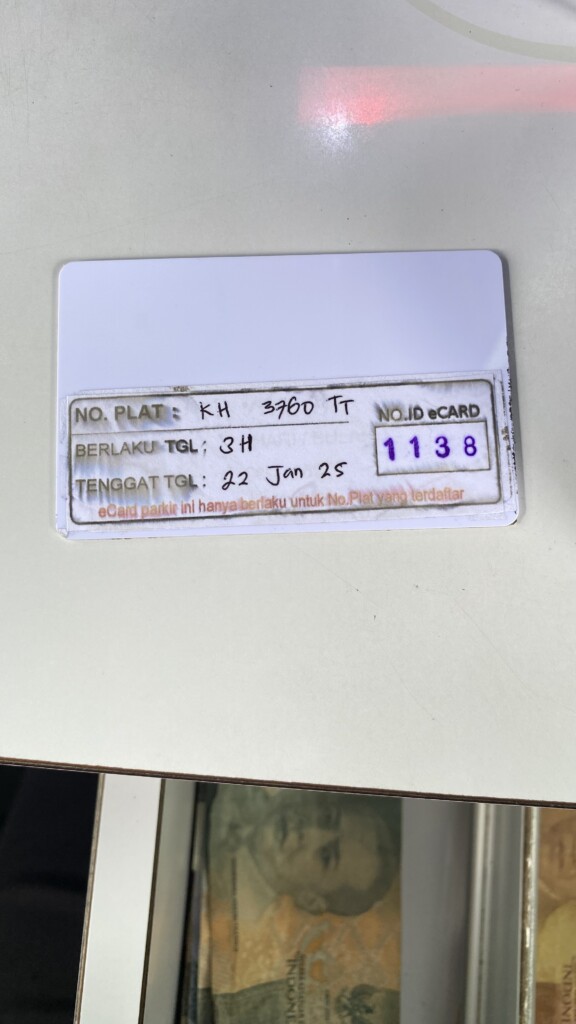 NO. PLAT : KH 3760 TT
NO.ID eCARD
BERLAKU TGL : 3H
1138
TENGGAT TGL : 22 Jan 25
eCard parkir ini hanya berlaku untuk No.Plat yang terdaftar